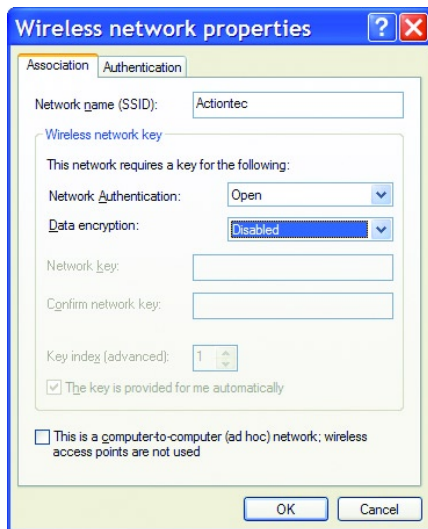 Wireless network properties
Association
Authentication
Network name (SSID):
Actiontec
Wireless network key
This network requires a key for the following:
Network Authentication:
Open
Data encryption:
Disabled
Network key:
Confirm network key:
Key index (advanced):
1
The key is provided for me automatically
This is a computer-to-computer (ad hoc) network; wireless
access points are not used
OK
Cancel